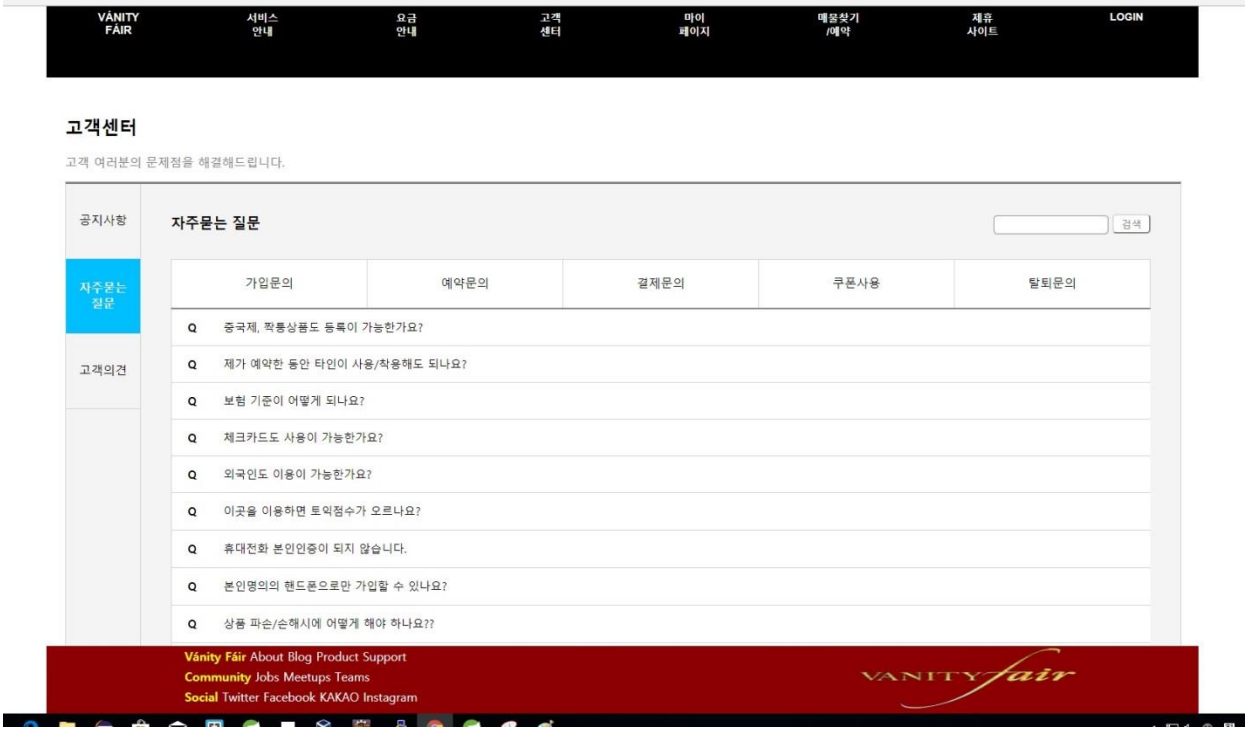 VÁNITY
FÁIR
서비스
안내
요금
안내
고객
센터
마이
페이지
매물찾기
/예약
제휴
사이트
LOGIN
고객센터
고객 여러분의 문제점을 해결해드립니다.
공지사항
자주묻는
질문
고객의견
자주묻는 질문
검색
가입문의 예약문의 결제문의 쿠폰사용 탈퇴문의
Q 중국제, 짝퉁상품도 등록이 가능한가요?
Q 제가 예약한 동안 타인이 사용/착용해도 되나요?
Q 보험 기준이 어떻게 되나요?
Q 체크카드도 사용이 가능한가요?
Q 외국인도 이용이 가능한가요?
Q 이곳을 이용하면 토익점수가 오르나요?
Q 휴대전화 본인인증이 되지 않습니다.
Q 본인명의의 핸드폰으로만 가입할 수 있나요?
Q 상품 파손/손해시에 어떻게 해야 하나요??
Vánity Fáir About Blog Product Support
Community Jobs Meetups Teams
Social Twitter Facebook KAKAO Instagram
VANITY fair